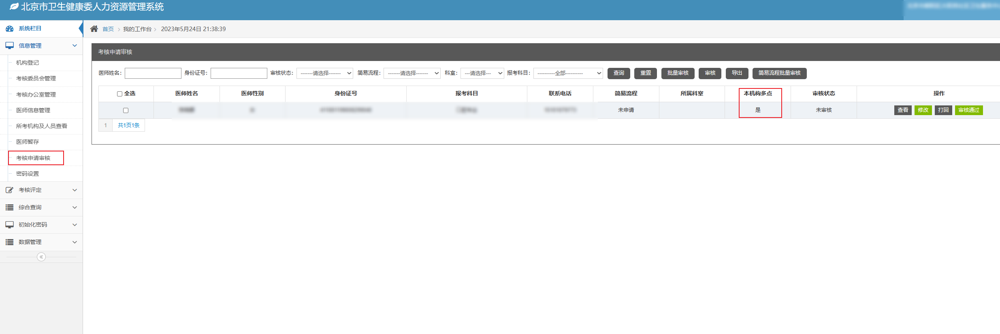 北京市卫生健康委人力资源管理系统
系统栏目
首页 > 我的工作台 > 2023年5月24日 21:38:39
信息管理
机构登记
考核委员会管理
考核办公室管理
医师信息管理
所考机构及人员查看
医师暂存
考核申请审核
密码设置
考核评定
综合查询
初始化密码
数据管理
考核申请审核
医师姓名： 身份证号： 审核状态： -------请选择------- 简易流程： -------请选择------- 科室： ---请选择--- 报考科目： ----------全部---------- 查询 重置 批量审核 审核 导出 简易流程批量审核
全选 医师姓名 医师性别 身份证号 报考科目 联系电话 简易流程 所属科室 本机构多点 审核状态 操作
未申请 是 未审核 查看 修改 打回 审核通过
1 共1页1条